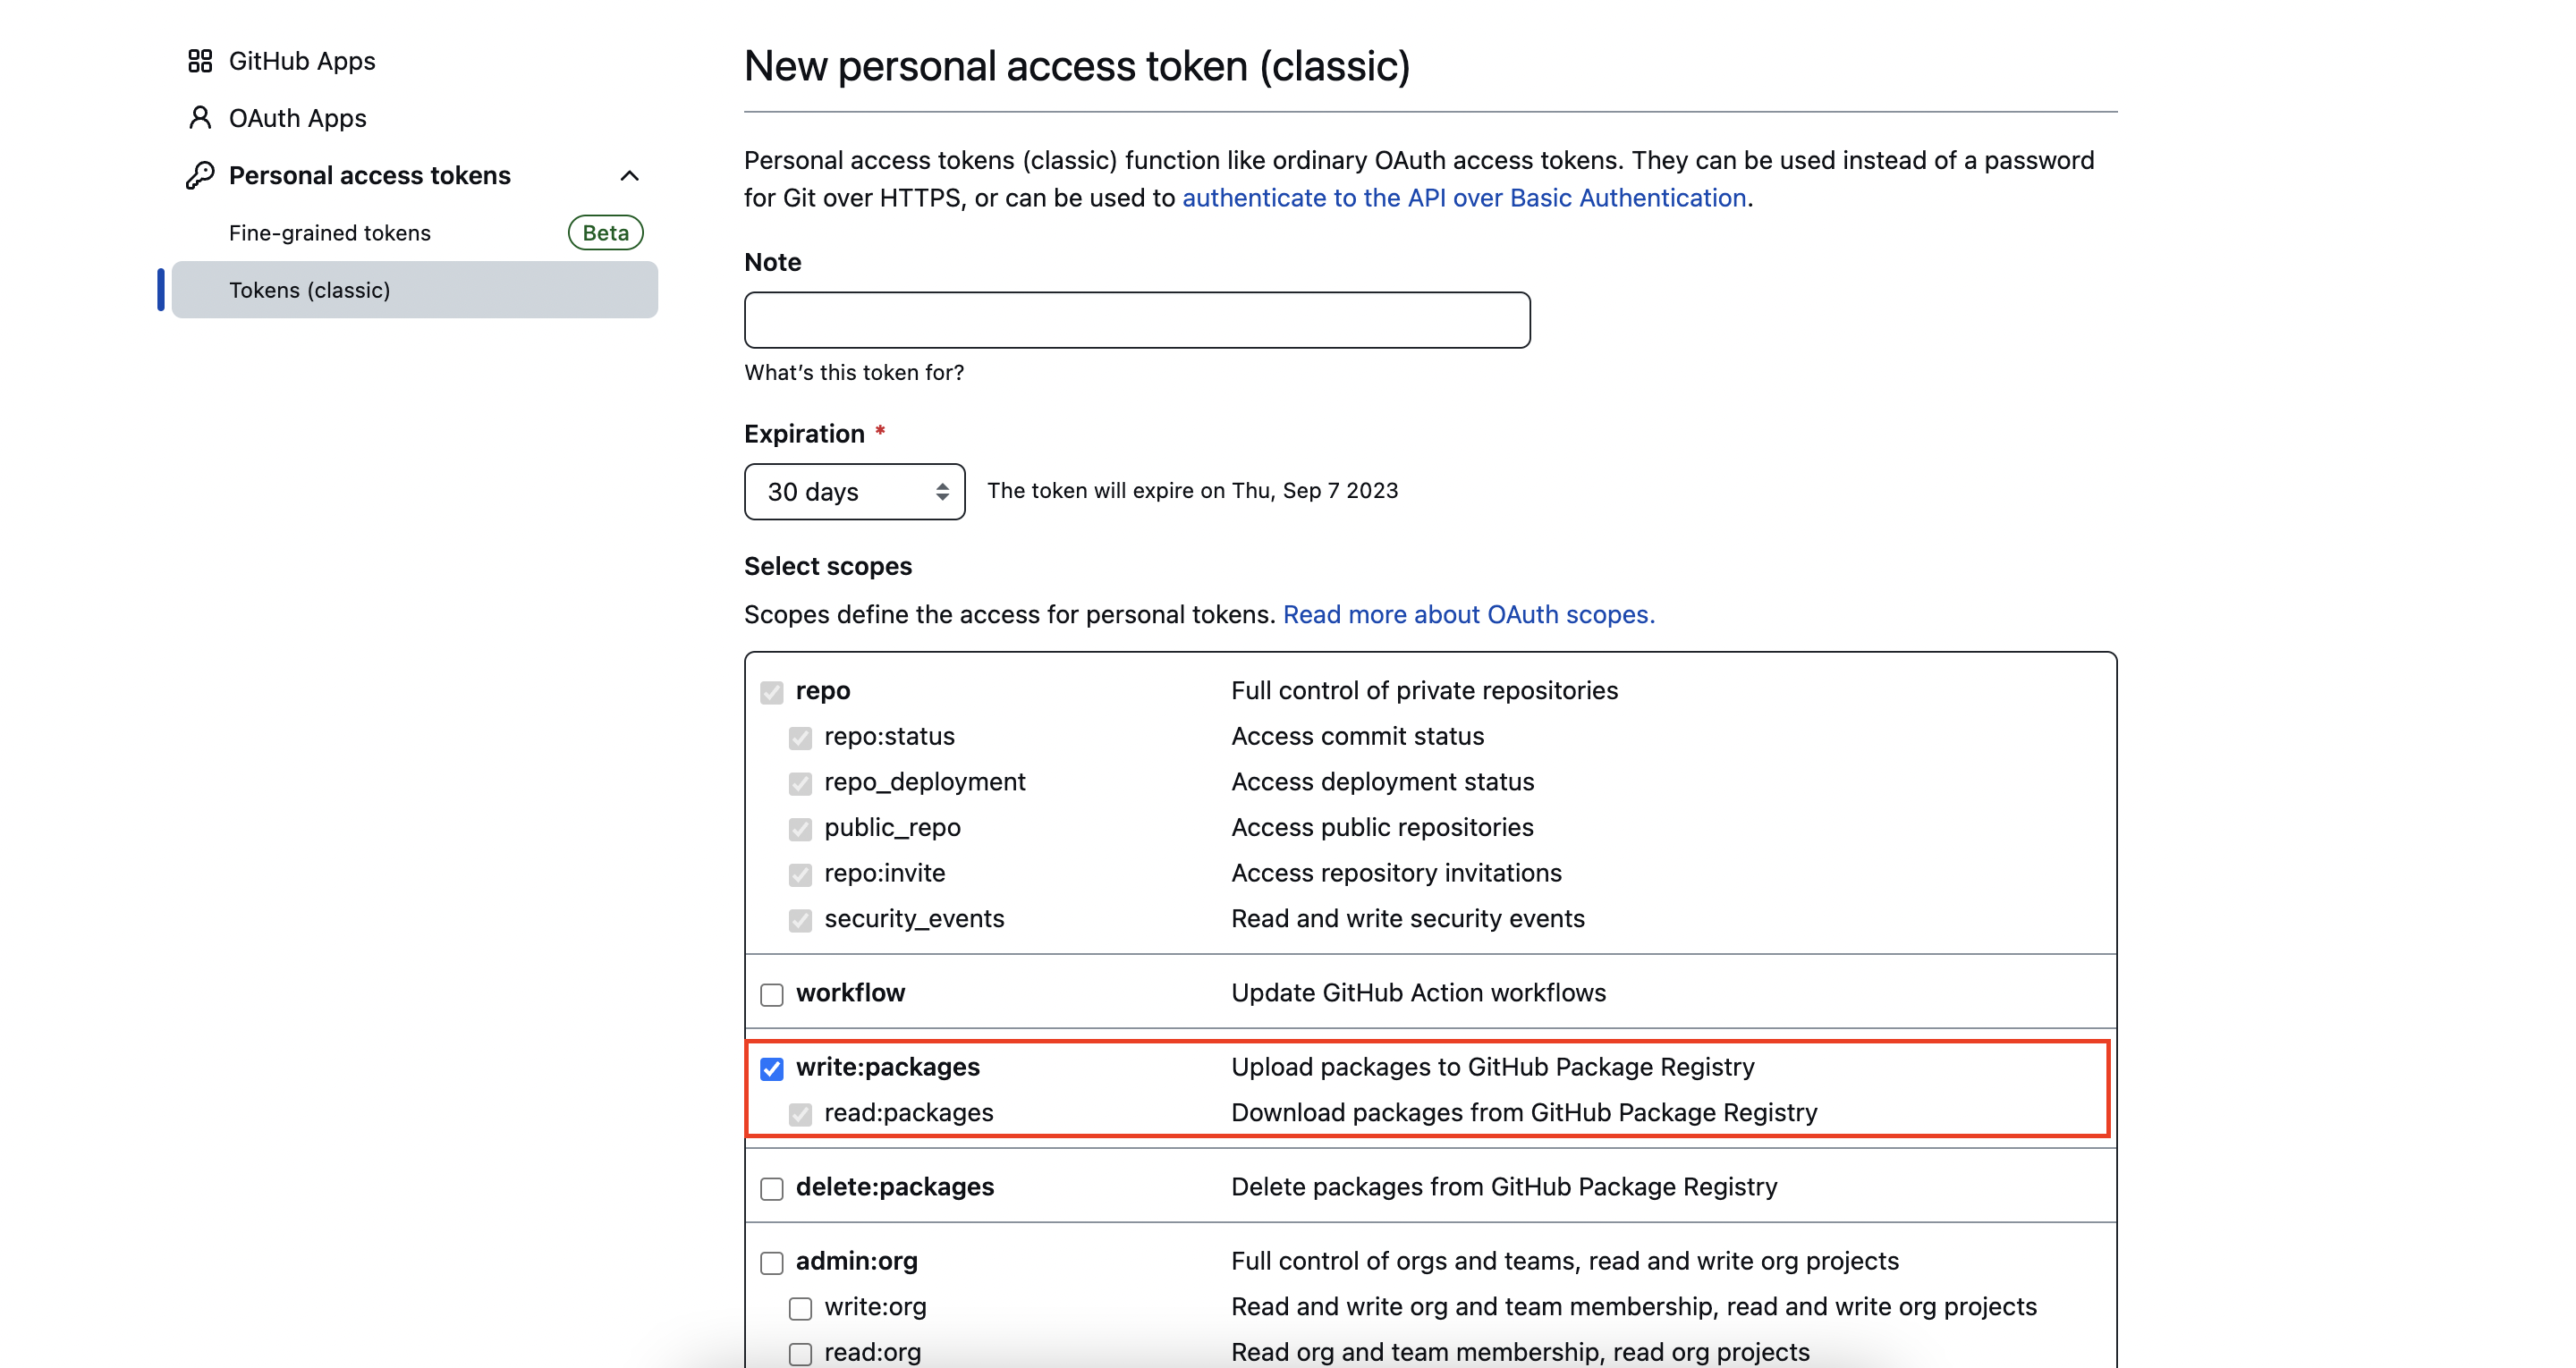 GitHub Apps
OAuth Apps
Personal access tokens
Fine-grained tokens Beta
Tokens (classic)
New personal access token (classic)
Personal access tokens (classic) function like ordinary OAuth access tokens. They can be used instead of a password
for Git over HTTPS, or can be used to authenticate to the API over Basic Authentication.
Note
What's this token for?
Expiration *
30 days The token will expire on Thu, Sep 7 2023
Select scopes
Scopes define the access for personal tokens. Read more about OAuth scopes.
repo Full control of private repositories
repo:status Access commit status
repo_deployment Access deployment status
public_repo Access public repositories
repo:invite Access repository invitations
security_events Read and write security events
workflow Update GitHub Action workflows
write:packages Upload packages to GitHub Package Registry
read:packages Download packages from GitHub Package Registry
delete:packages Delete packages from GitHub Package Registry
admin:org Full control of orgs and teams, read and write org projects
write:org Read and write org and team membership, read and write org projects
read:org Read org and team membership, read org projects